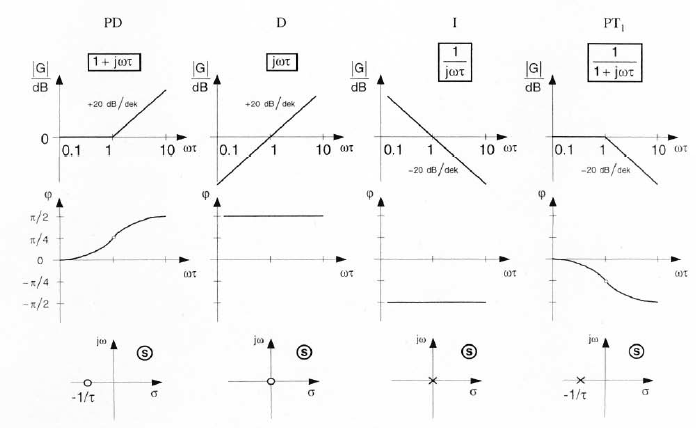 PD D I PT₁
1 + jωτ
jωτ
1
jωτ
1
1 + jωτ
|G|
dB
+20 dB/dek
0
0,1 1 10 ωτ
|G|
dB
+20 dB/dek
0.1 1 10
ωτ
|G|
dB
0.1 1 10
-20 dB/dek
ωτ
|G|
dB
0.1 1 10
-20 dB/dek
ωτ
φ
π/2
π/4
0
-π/4
-π/2
ωτ
ωτ
ωτ
ωτ
jω S
-1/τ σ
jω S
σ
jω S
σ
jω S
-1/τ σ